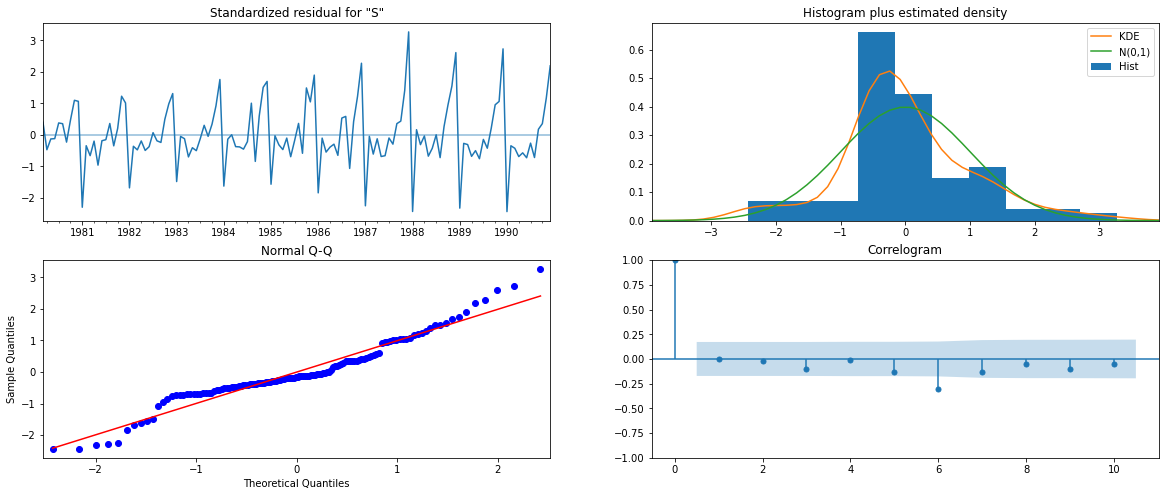 Standardized residual for "S"
3
2
1
0
−1
−2
1981 1982 1983 1984 1985 1986 1987 1988 1989 1990
Histogram plus estimated density
KDE
N(0,1)
Hist
0.6
0.5
0.4
0.3
0.2
0.1
0.0
−3 −2 −1 0 1 2 3
Normal Q-Q
Sample Quantiles
3
2
1
0
−1
−2
−2 −1 0 1 2
Theoretical Quantiles
Correlogram
1.00
0.75
0.50
0.25
0.00
−0.25
−0.50
−0.75
−1.00
0 2 4 6 8 10